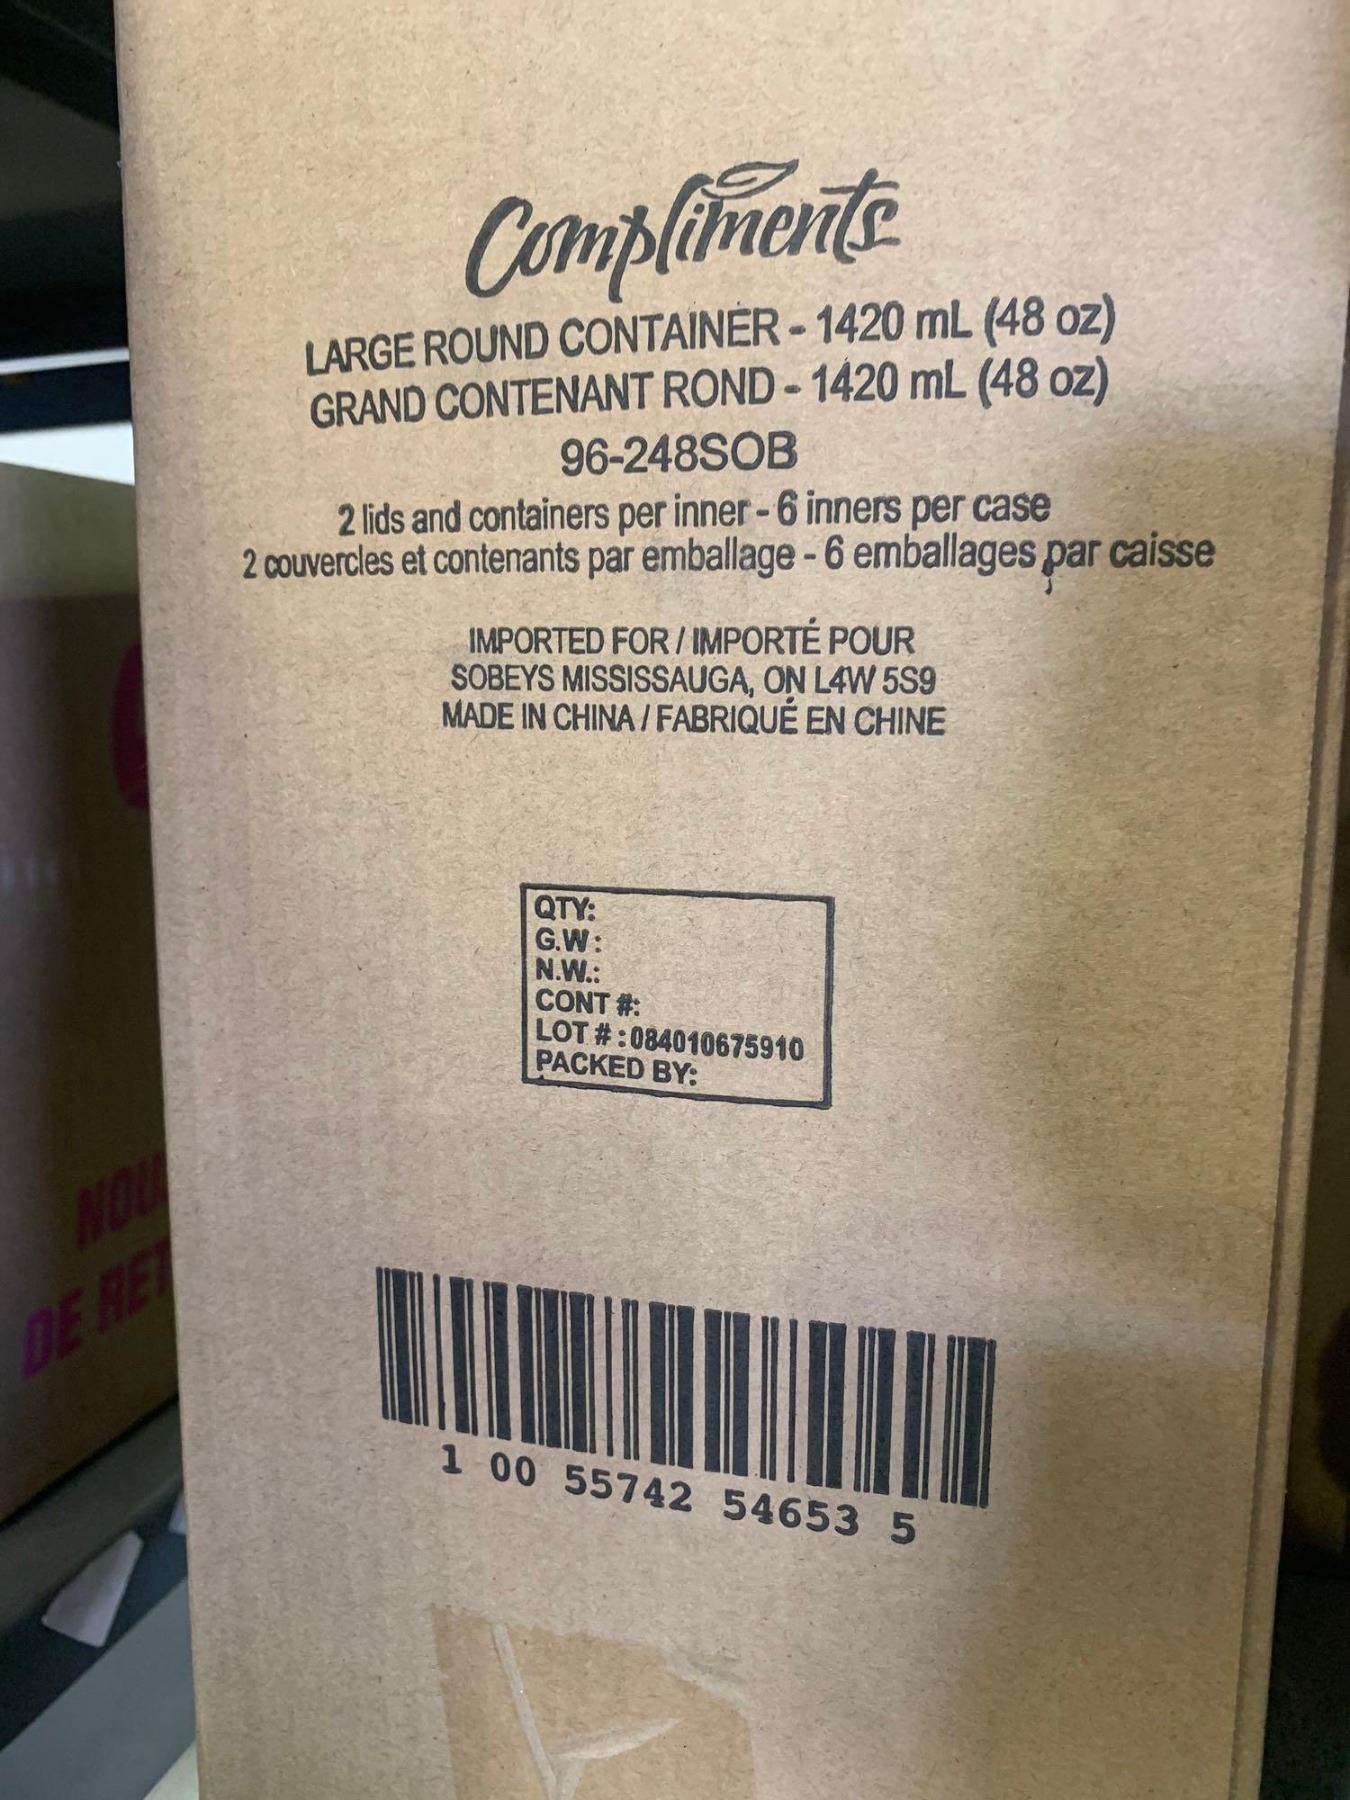 Compliments
LARGE ROUND CONTAINER - 1420 mL (48 oz)
GRAND CONTENANT ROND - 1420 mL (48 oz)
96-248SOB
2 lids and containers per inner - 6 inners per case
2 couvercles et contenants par emballage - 6 emballages par caisse
IMPORTED FOR / IMPORTÉ POUR
SOBEYS MISSISSAUGA, ON L4W 5S9
MADE IN CHINA / FABRIQUÉ EN CHINE
QTY:
G.W:
N.W.:
CONT #:
LOT # : 084010675910
PACKED BY:
1 00 55742 54653 5
NOU
DE RET